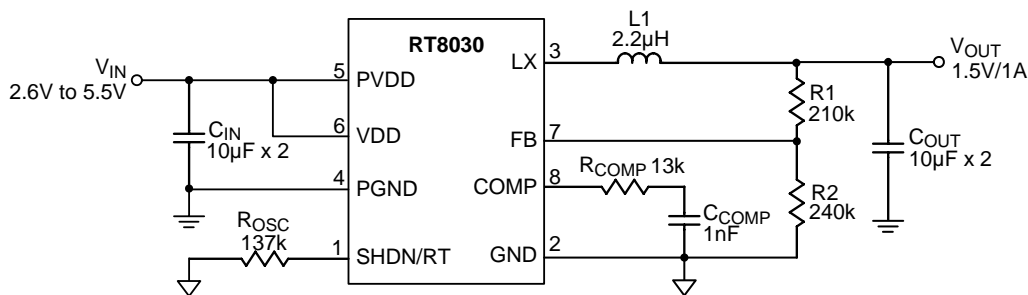 RT8030
L1
2.2µH
VIN
2.6V to 5.5V
VOUT
1.5V/1A
5
PVDD
LX
3
R1
210k
6
VDD
CIN
10µF x 2
FB
7
COUT
10µF x 2
4
PGND
COMP
8
RCOMP 13k
R2
240k
CCOMP
1nF
ROSC
137k
1
SHDN/RT
GND
2